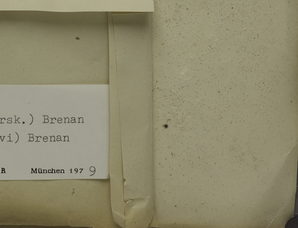 rsk.) Brenan
vi) Brenan
B München 1979